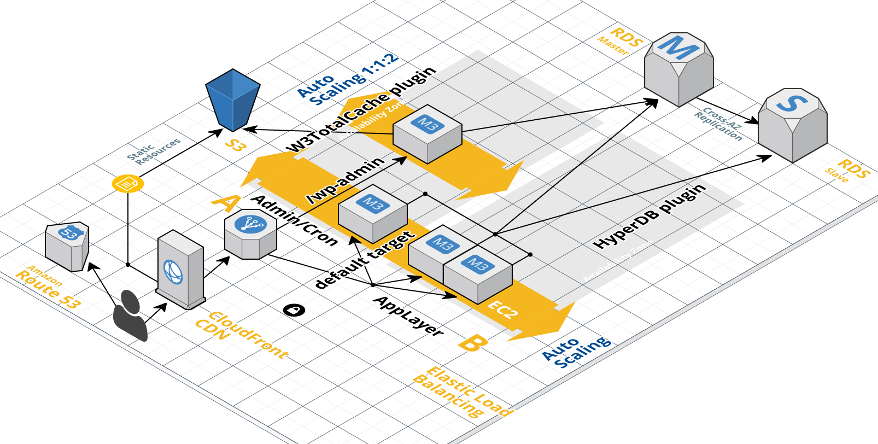 RDS
Master
M
Cross-AZ
Replication
S
RDS
Slave
Auto
Scaling 1:1:2
W3TotalCache plugin
M3
S3
Static
Resources
/wp-admin
A
Admin/Cron
M3
HyperDB plugin
53
Amazon
Route 53
default target
M3
M3
EC2
AppLayer
B
Auto
Scaling
CloudFront
CDN
Elastic Load
Balancing